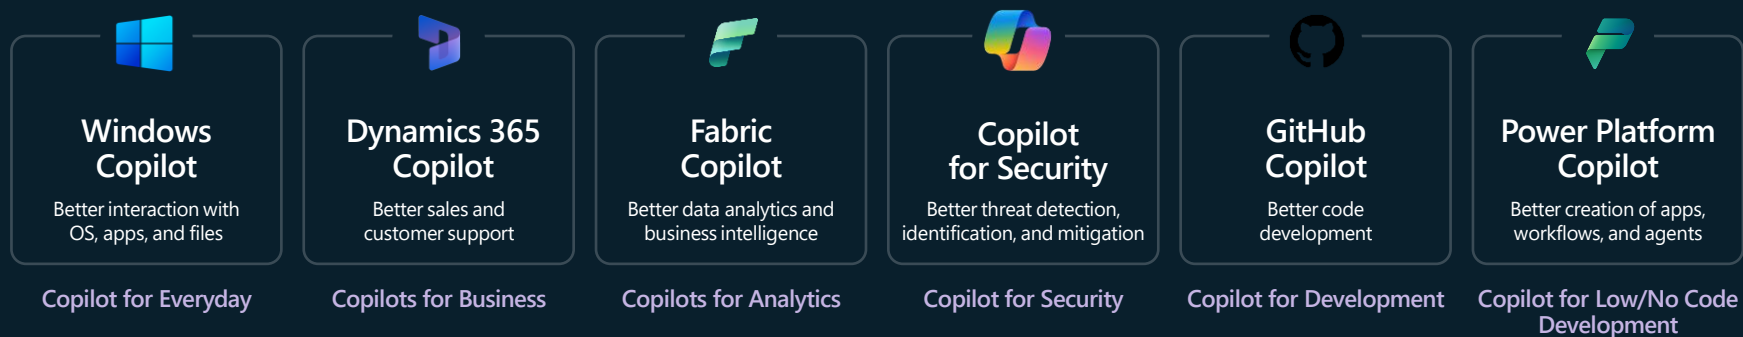 Windows
Copilot
Better interaction with
OS, apps, and files
Copilot for Everyday
Dynamics 365
Copilot
Better sales and
customer support
Copilots for Business
Fabric
Copilot
Better data analytics and
business intelligence
Copilots for Analytics
Copilot
for Security
Better threat detection,
identification, and mitigation
Copilot for Security
GitHub
Copilot
Better code
development
Copilot for Development
Power Platform
Copilot
Better creation of apps,
workflows, and agents
Copilot for Low/No Code
Development